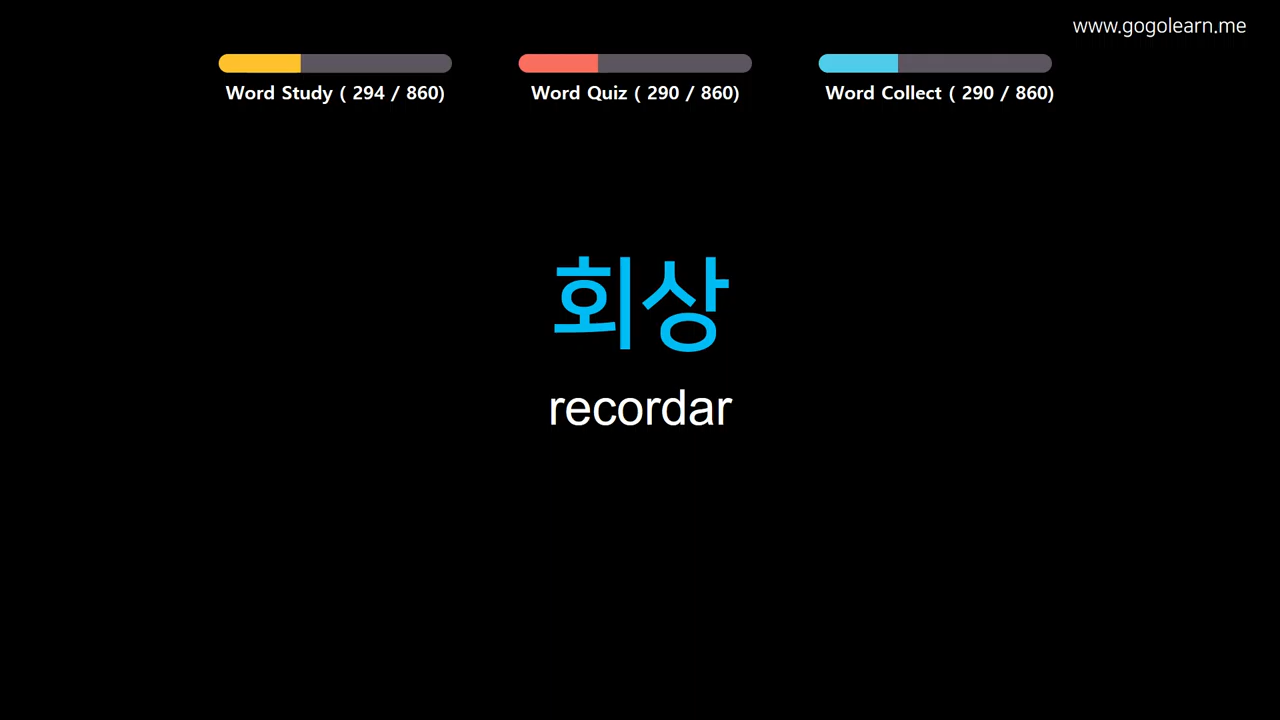 www.gogolearn.me
Word Study ( 294 / 860)
Word Quiz ( 290 / 860)
Word Collect ( 290 / 860)
회상
recordar